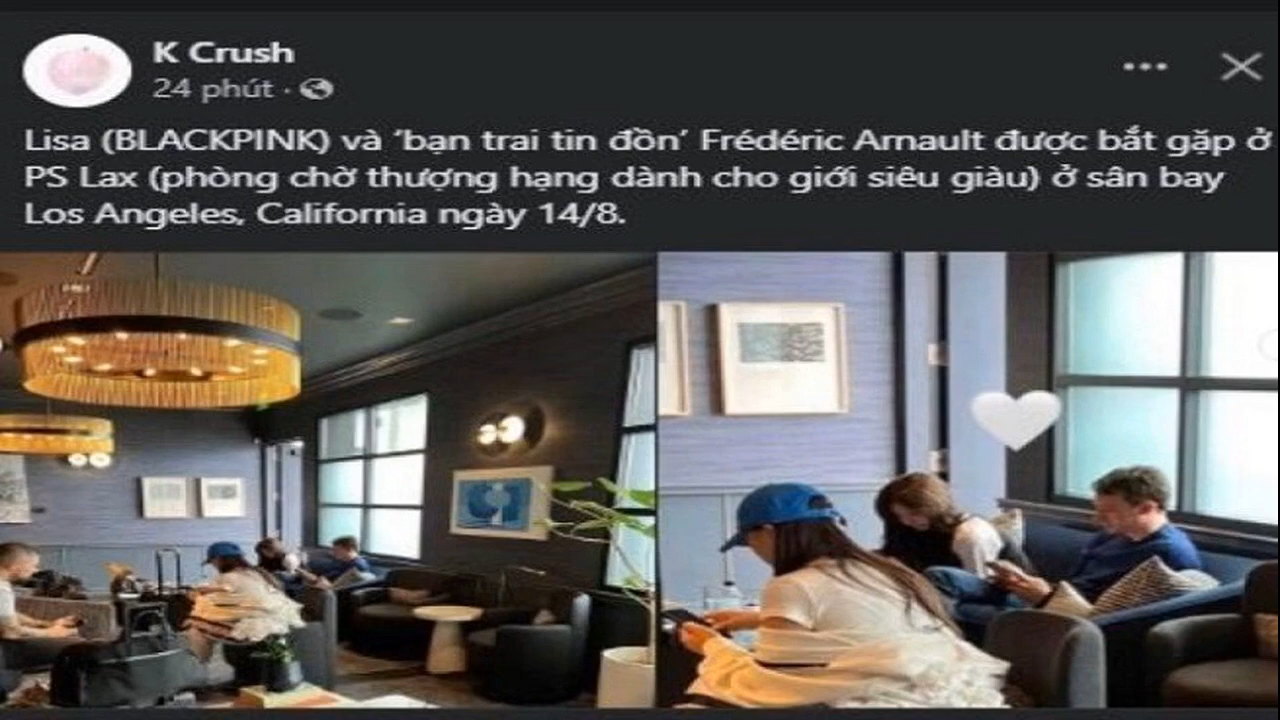 K Crush
24 phút ·
Lisa (BLACKPINK) và ‘bạn trai tin đồn’ Frédéric Arnault được bắt gặp ở
PS Lax (phòng chờ thượng hạng dành cho giới siêu giàu) ở sân bay
Los Angeles, California ngày 14/8.